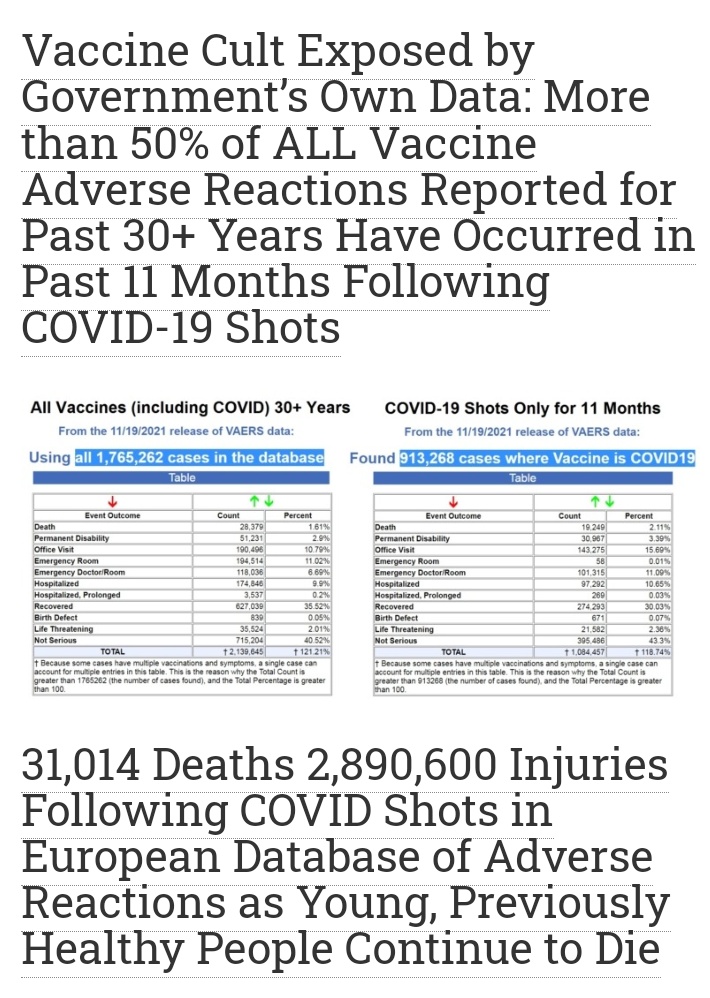 Vaccine Cult Exposed by
Government's Own Data: More
than 50% of ALL Vaccine
Adverse Reactions Reported for
Past 30+ Years Have Occurred in
Past 11 Months Following
COVID-19 Shots
All Vaccines (including COVID) 30+ Years
From the 11/19/2021 release of VAERS data:
Using all 1,765,262 cases in the database
Table
Event Outcome Count Percent
Death 28,379 1.61%
Permanent Disability 51,231 2.9%
Office Visit 190,496 10.79%
Emergency Room 194,514 11.02%
Emergency Doctor/Room 118,036 6.69%
Hospitalized 174,846 9.9%
Hospitalized, Prolonged 3,537 0.2%
Recovered 627,039 35.52%
Birth Defect 839 0.05%
Life Threatening 35,524 2.01%
Not Serious 715,204 40.52%
TOTAL † 2,139,645 † 121.21%
† Because some cases have multiple vaccinations and symptoms, a single case can
account for multiple entries in this table. This is the reason why the Total Count is
greater than 1765262 (the number of cases found), and the Total Percentage is greater
than 100.
COVID-19 Shots Only for 11 Months
From the 11/19/2021 release of VAERS data:
Found 913,268 cases where Vaccine is COVID19
Table
Event Outcome Count Percent
Death 19,249 2.11%
Permanent Disability 30,967 3.39%
Office Visit 143,275 15.69%
Emergency Room 58 0.01%
Emergency Doctor/Room 101,315 11.09%
Hospitalized 97,292 10.65%
Hospitalized, Prolonged 269 0.03%
Recovered 274,293 30.03%
Birth Defect 671 0.07%
Life Threatening 21,582 2.36%
Not Serious 395,486 43.3%
TOTAL † 1,084,457 † 118.74%
† Because some cases have multiple vaccinations and symptoms, a single case can
account for multiple entries in this table. This is the reason why the Total Count is
greater than 913268 (the number of cases found), and the Total Percentage is greater
than 100.
31,014 Deaths 2,890,600 Injuries
Following COVID Shots in
European Database of Adverse
Reactions as Young, Previously
Healthy People Continue to Die